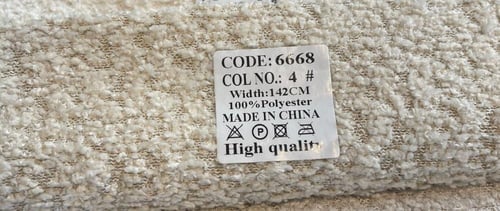 CODE:6668
COL NO.: 4 #
Width:142CM
100%Polyester
MADE IN CHINA
P
High quality